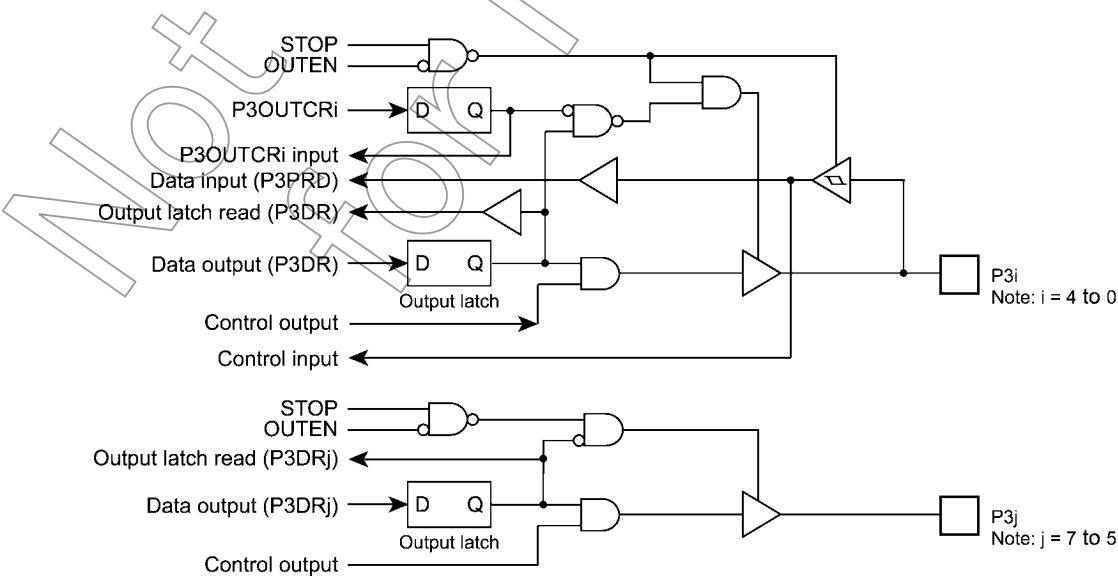 STOP
OUTEN
P3OUTCRi
D Q
P3OUTCRi input
Data input (P3PRD)
Output latch read (P3DR)
Data output (P3DR)
D Q
Output latch
P3i
Note: i = 4 to 0
Control output
Control input
STOP
OUTEN
Output latch read (P3DRj)
Data output (P3DRj)
D Q
Output latch
P3j
Note: j = 7 to 5
Control output
Not
for